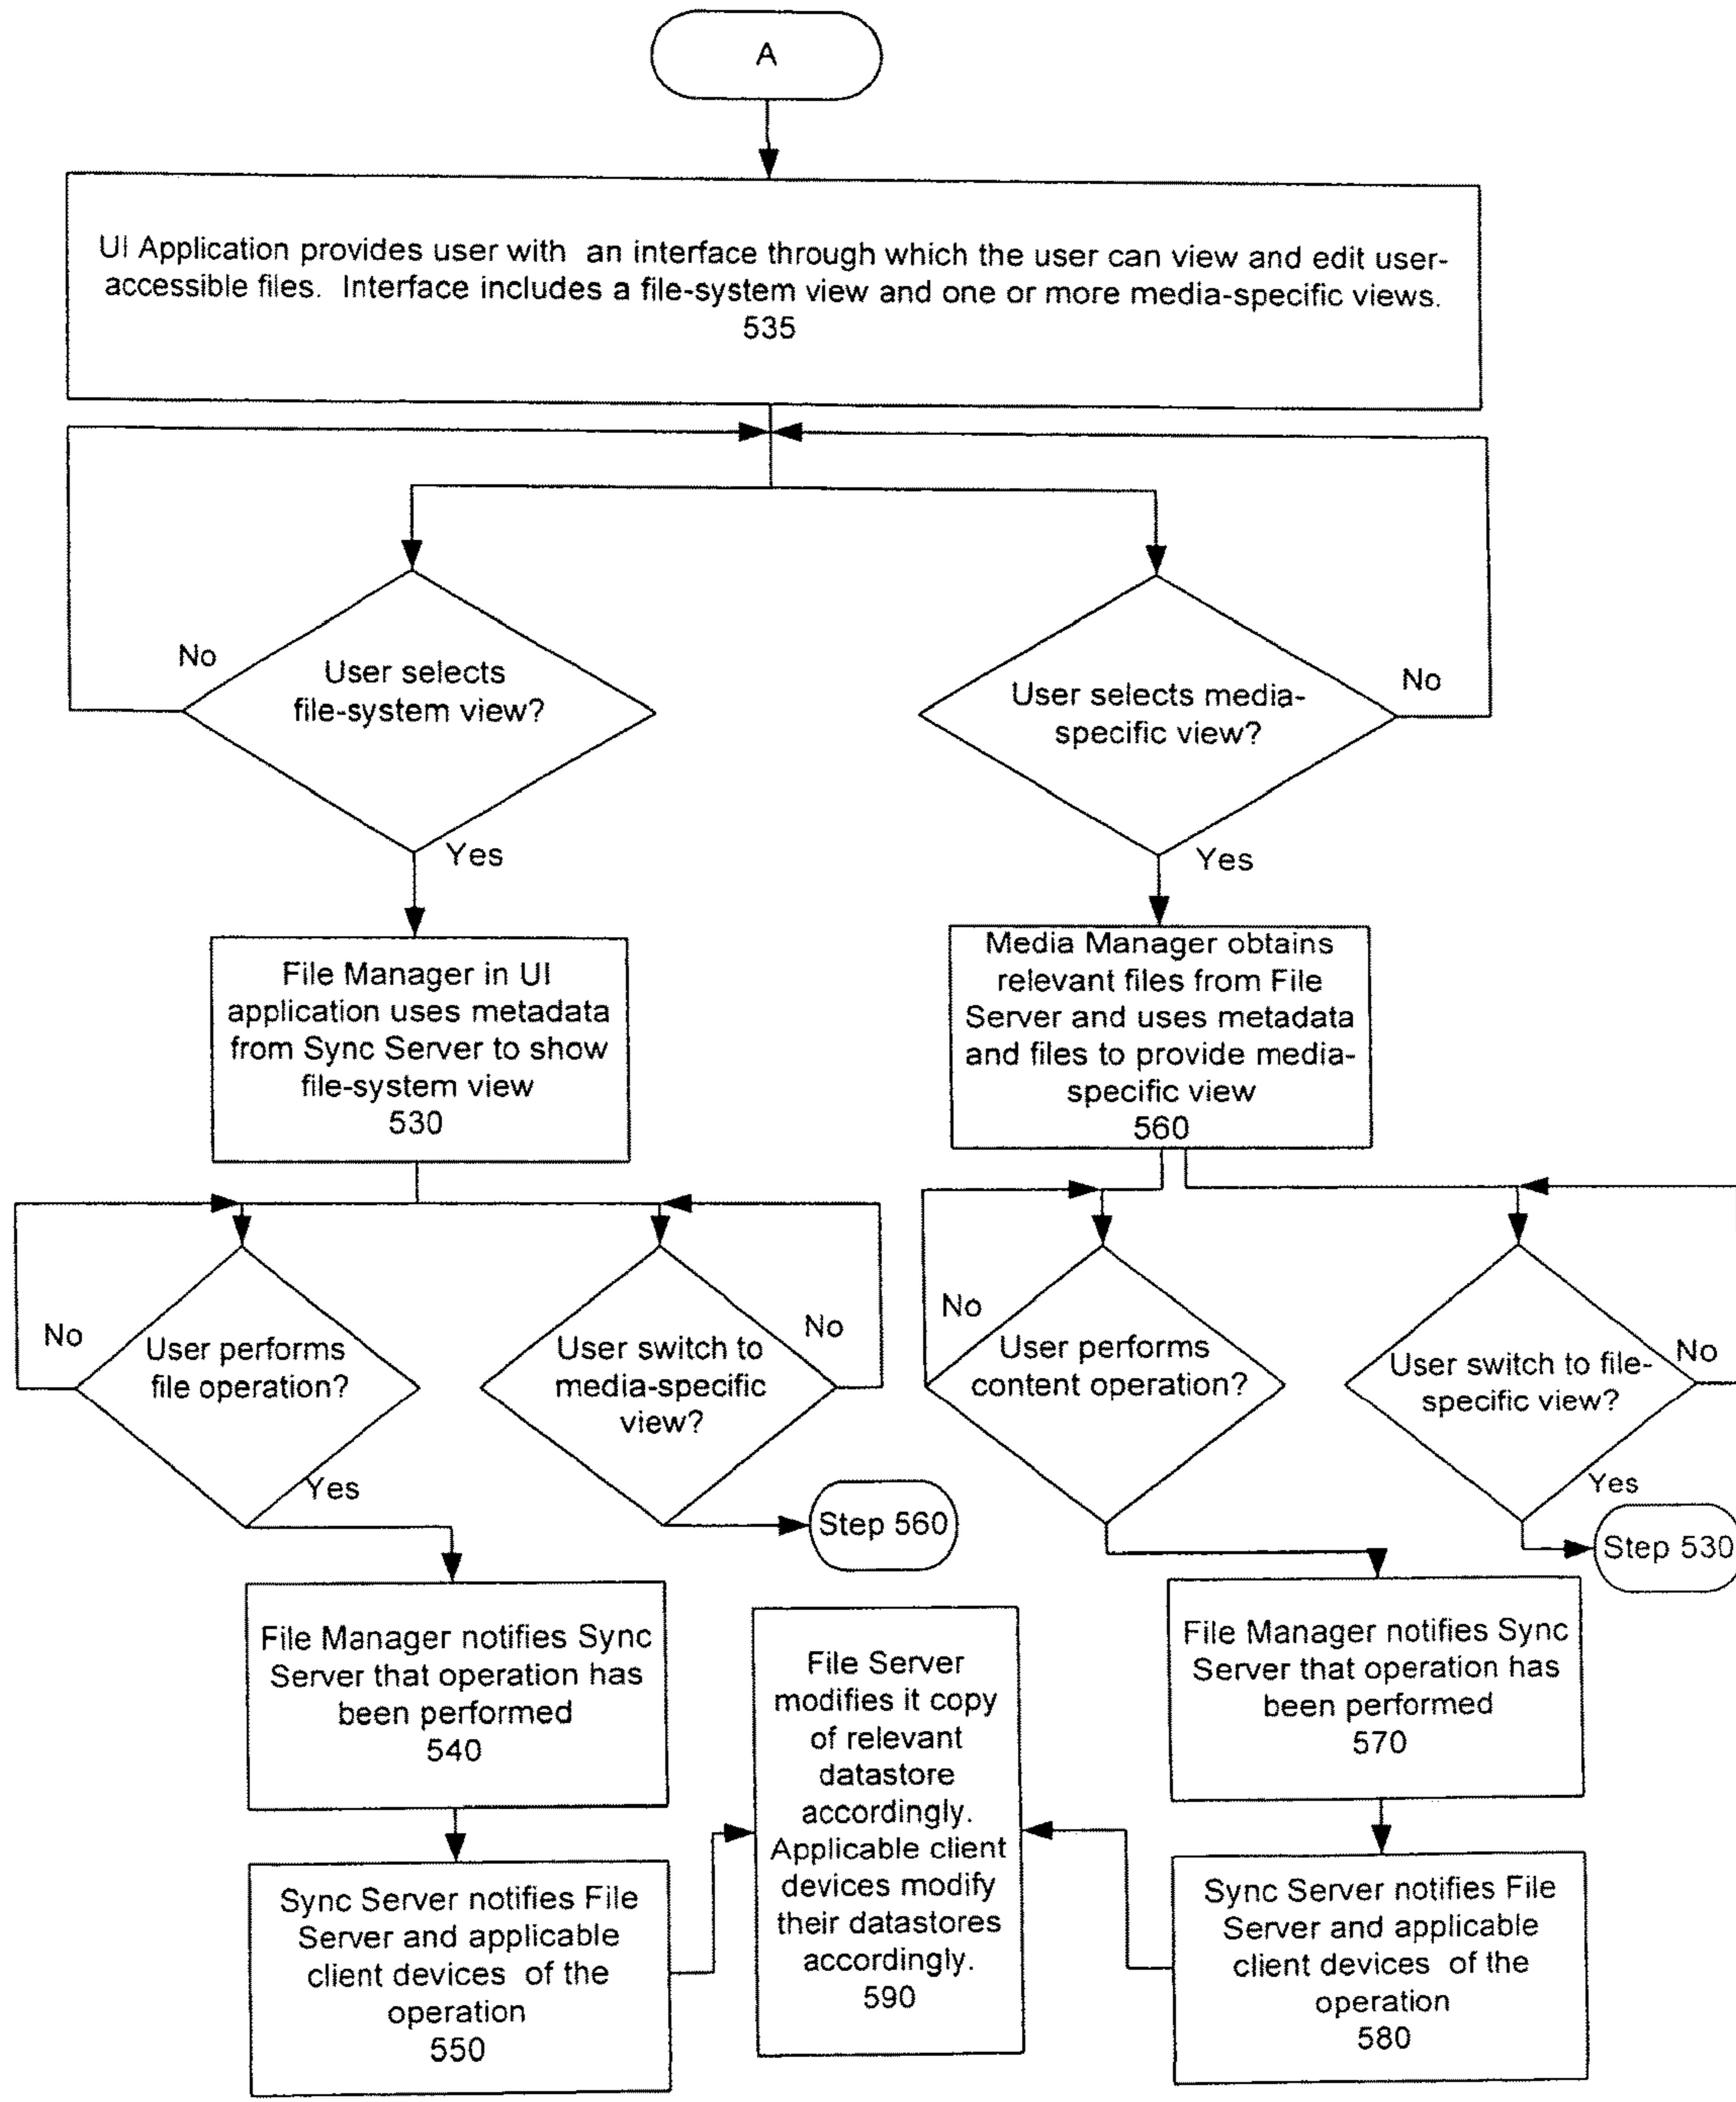 A
UI Application provides user with an interface through which the user can view and edit user-
accessible files. Interface includes a file-system view and one or more media-specific views.
535
No
User selects
file-system view?
Yes
User selects media-
specific view?
No
Yes
File Manager in UI
application uses metadata
from Sync Server to show
file-system view
530
Media Manager obtains
relevant files from File
Server and uses metadata
and files to provide media-
specific view
560
No
User performs
file operation?
Yes
User switch to
media-specific
view?
No
Step 560
No
User performs
content operation?
User switch to file-
specific view?
No
Yes
Step 530
File Manager notifies Sync
Server that operation has
been performed
540
File Server
modifies it copy
of relevant
datastore
accordingly.
Applicable client
devices modify
their datastores
accordingly.
590
File Manager notifies Sync
Server that operation has
been performed
570
Sync Server notifies File
Server and applicable
client devices of the
operation
550
Sync Server notifies File
Server and applicable
client devices of the
operation
580